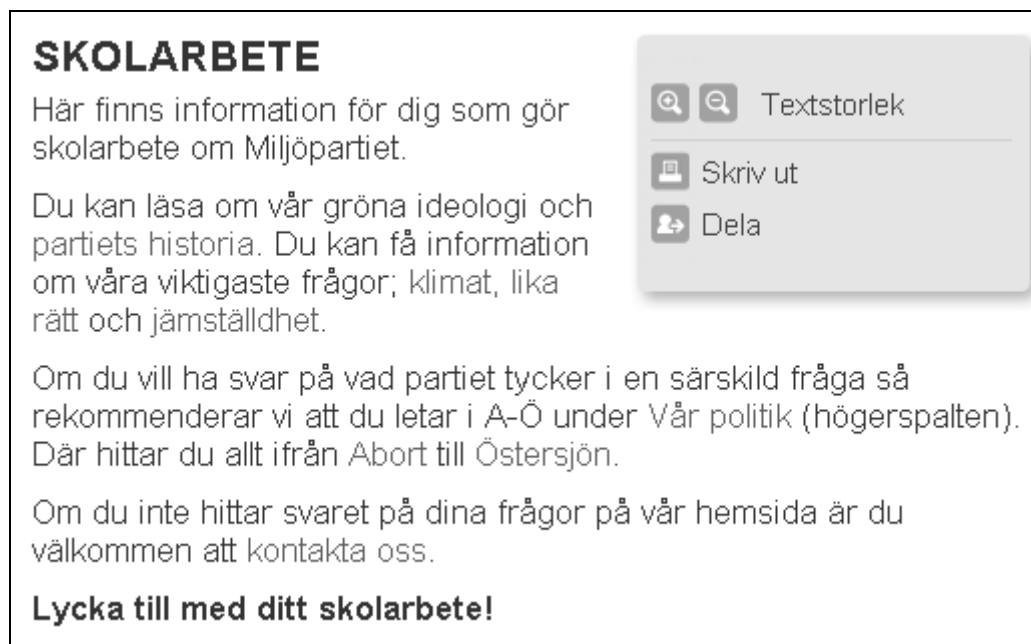 SKOLARBETE
Här finns information för dig som gör
skolarbete om Miljöpartiet.
Du kan läsa om vår gröna ideologi och
partiets historia. Du kan få information
om våra viktigaste frågor; klimat, lika
rätt och jämställdhet.
Om du vill ha svar på vad partiet tycker i en särskild fråga så
rekommenderar vi att du letar i A-Ö under Vår politik (högerspalten).
Där hittar du allt ifrån Abort till Östersjön.
Om du inte hittar svaret på dina frågor på vår hemsida är du
välkommen att kontakta oss.
Lycka till med ditt skolarbete!
Textstorlek
Skriv ut
Dela